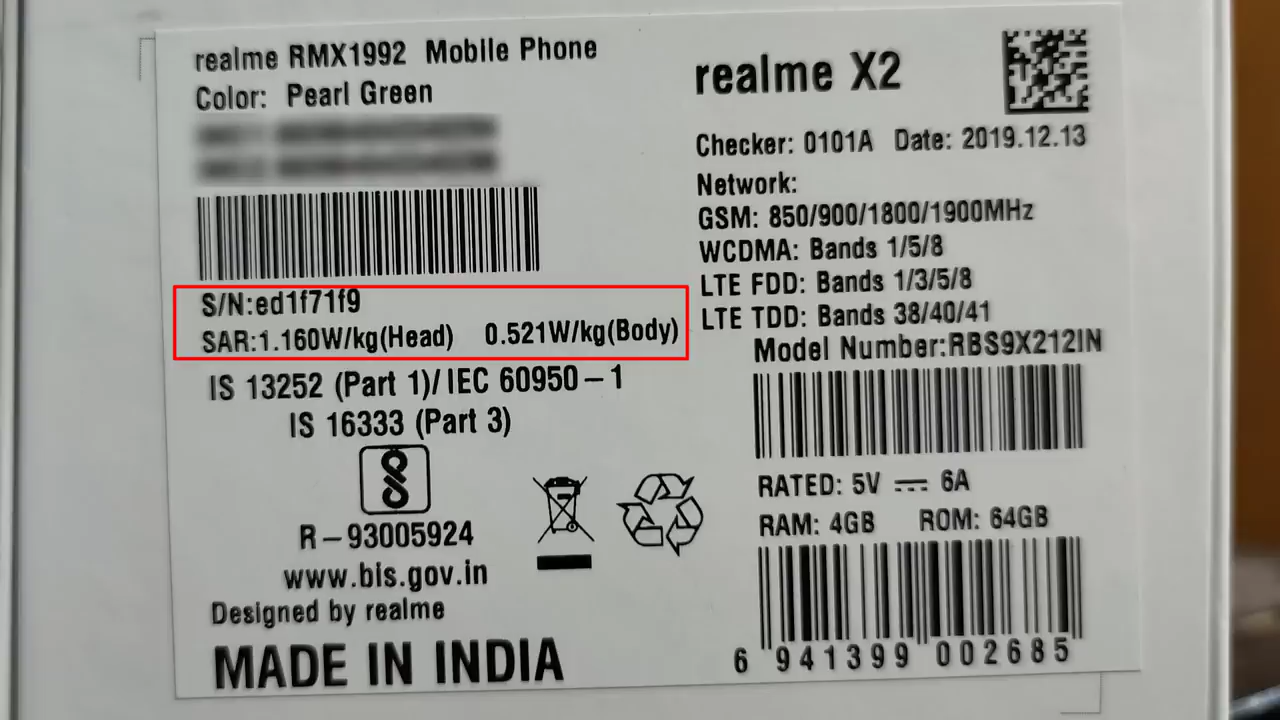 realme RMX1992 Mobile Phone
Color: Pearl Green
S/N:ed1f71f9
SAR:1.160W/kg(Head) 0.521W/kg(Body)
IS 13252 (Part 1)/ IEC 60950-1
IS 16333 (Part 3)
R-93005924
www.bis.gov.in
Designed by realme
MADE IN INDIA
realme X2
Checker: 0101A Date: 2019.12.13
Network:
GSM: 850/900/1800/1900MHz
WCDMA: Bands 1/5/8
LTE FDD: Bands 1/3/5/8
LTE TDD: Bands 38/40/41
Model Number:RBS9X212IN
RATED: 5V ⎓ 6A
RAM: 4GB ROM: 64GB
6 941399 002685